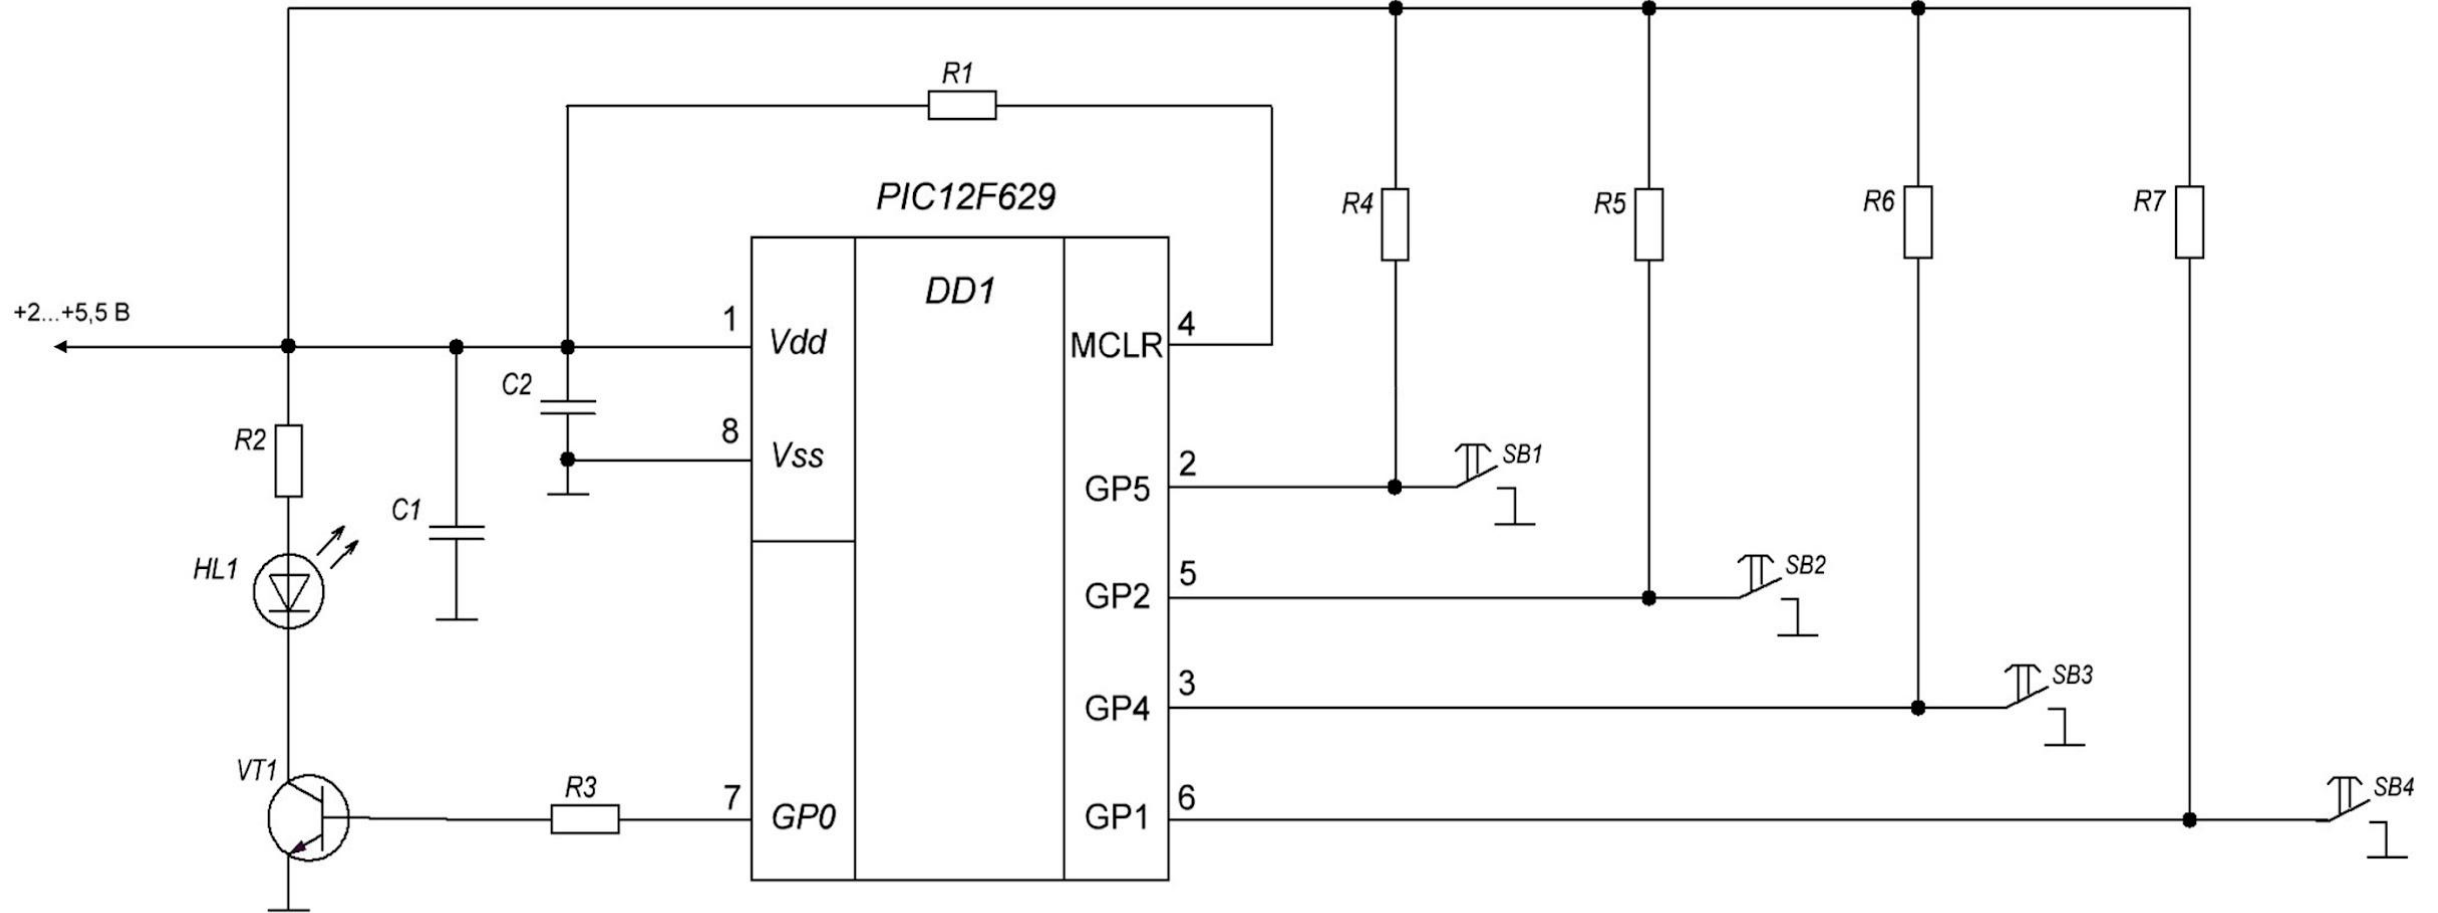 R1
PIC12F629
R4
R5
R6
R7
DD1
+2...+5,5 В
1
Vdd
MCLR
4
C2
R2
8
Vss
GP5
2
SB1
C1
HL1
GP2
5
SB2
GP4
3
SB3
VT1
R3
7
GP0
GP1
6
SB4